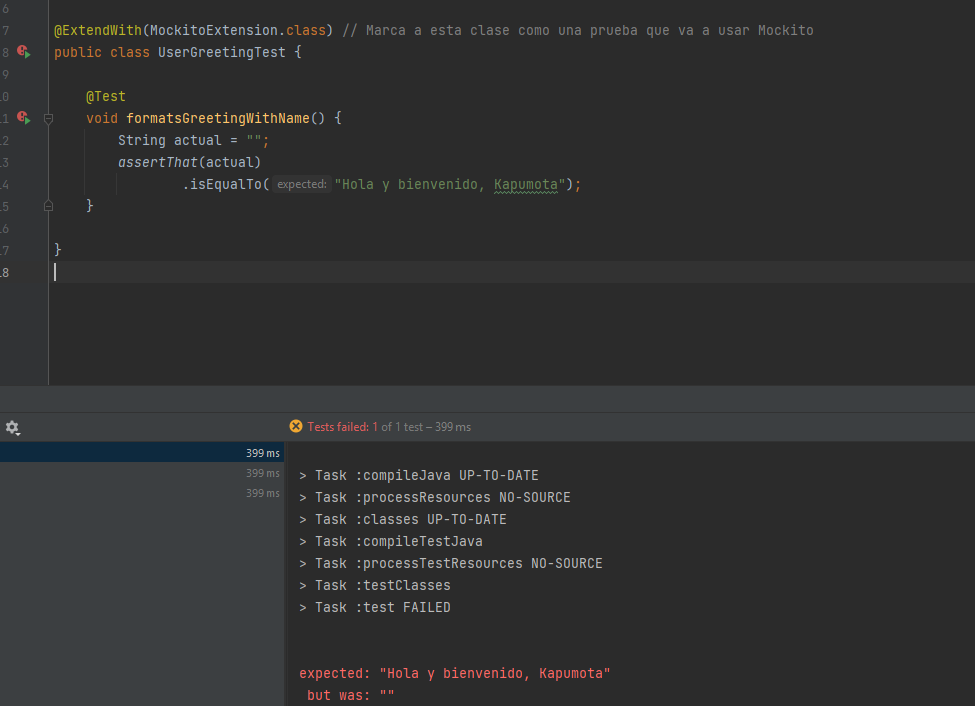 6
7 @ExtendWith(MockitoExtension.class) // Marca a esta clase como una prueba que va a usar Mockito
8 public class UserGreetingTest {
9
10 @Test
11 void formatsGreetingWithName() {
12 String actual = "";
13 assertThat(actual)
14 .isEqualTo( expected: "Hola y bienvenido, Kapumota");
15 }
16
17 }
18
Tests failed: 1 of 1 test – 399 ms
399 ms
399 ms
399 ms
> Task :compileJava UP-TO-DATE
> Task :processResources NO-SOURCE
> Task :classes UP-TO-DATE
> Task :compileTestJava
> Task :processTestResources NO-SOURCE
> Task :testClasses
> Task :test FAILED
expected: "Hola y bienvenido, Kapumota"
but was: ""